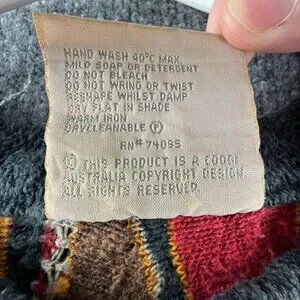 HAND WASH 40°C MAX.
MILD SOAP OR DETERGENT
DO NOT BLEACH
DO NOT WRING OR TWIST
RESHAPE WHILST DAMP
DRY FLAT IN SHADE
WARM IRON
DRYCLEANABLE Ⓟ
RN# 74095
© THIS PRODUCT IS A COOGI
AUSTRALIA COPYRIGHT DESIGN
ALL RIGHTS RESERVED.